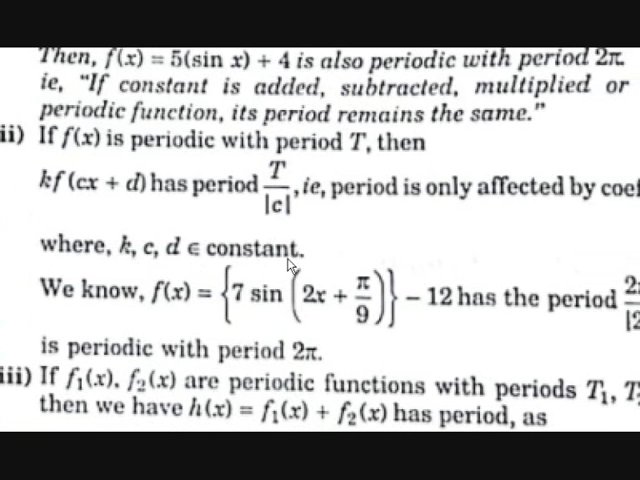 Then, f(x) = 5(sin x) + 4 is also periodic with period 2π.
ie, "If constant is added, subtracted, multiplied or
periodic function, its period remains the same."
ii) If f(x) is periodic with period T, then
kf (cx + d) has period T/|c|, ie, period is only affected by coef
where, k, c, d ∈ constant.
We know, f(x) = {7 sin (2x + π/9)} − 12 has the period
is periodic with period 2π.
iii) If f₁(x). f₂(x) are periodic functions with periods T₁,
then we have h(x) = f₁(x) + f₂(x) has period, as